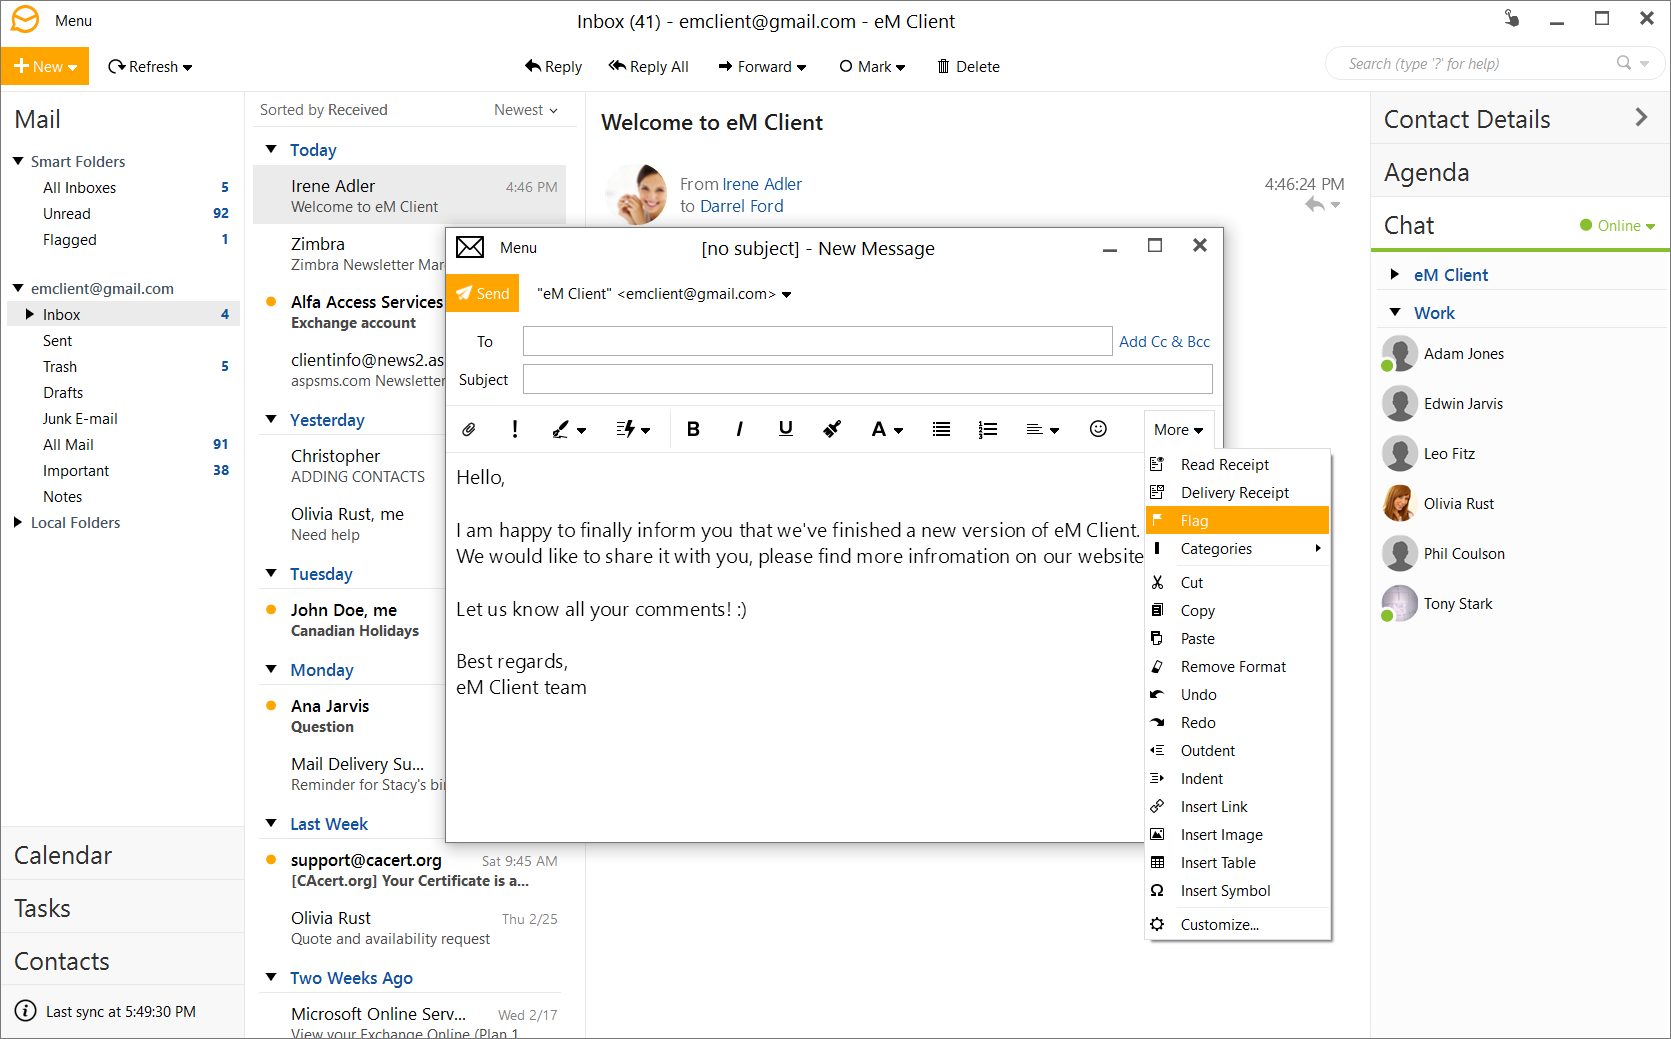 Menu
Inbox (41) - emclient@gmail.com - eM Client
New
Refresh
Reply
Reply All
Forward
Mark
Delete
Search (type '?' for help)
Mail
Smart Folders
All Inboxes 5
Unread 92
Flagged 1
emclient@gmail.com
Inbox 4
Sent
Trash 5
Drafts
Junk E-mail
All Mail 91
Important 38
Notes
Local Folders
Calendar
Tasks
Contacts
Last sync at 5:49:30 PM
Sorted by Received Newest
Today
Irene Adler 4:46 PM
Welcome to eM Client
Zimbra
Zimbra Newsletter Mar
Alfa Access Services
Exchange account
clientinfo@news2.as
aspsms.com Newsletter
Yesterday
Christopher
ADDING CONTACTS
Olivia Rust, me
Need help
Tuesday
John Doe, me
Canadian Holidays
Monday
Ana Jarvis
Question
Mail Delivery Su...
Reminder for Stacy's bi
Last Week
support@cacert.org Sat 9:45 AM
[CAcert.org] Your Certificate is a...
Olivia Rust Thu 2/25
Quote and availability request
Two Weeks Ago
Microsoft Online Serv... Wed 2/17
View your Exchange Online (Plan 1
Welcome to eM Client
From Irene Adler
to Darrel Ford
4:46:24 PM
Menu
[no subject] - New Message
Send
"eM Client" <emclient@gmail.com>
To
Add Cc & Bcc
Subject
B I U A
More
Hello,
I am happy to finally inform you that we've finished a new version of eM Client.
We would like to share it with you, please find more infromation on our website
Let us know all your comments! :)
Best regards,
eM Client team
Read Receipt
Delivery Receipt
Flag
Categories
Cut
Copy
Paste
Remove Format
Undo
Redo
Outdent
Indent
Insert Link
Insert Image
Insert Table
Insert Symbol
Customize...
Contact Details
Agenda
Chat
Online
eM Client
Work
Adam Jones
Edwin Jarvis
Leo Fitz
Olivia Rust
Phil Coulson
Tony Stark